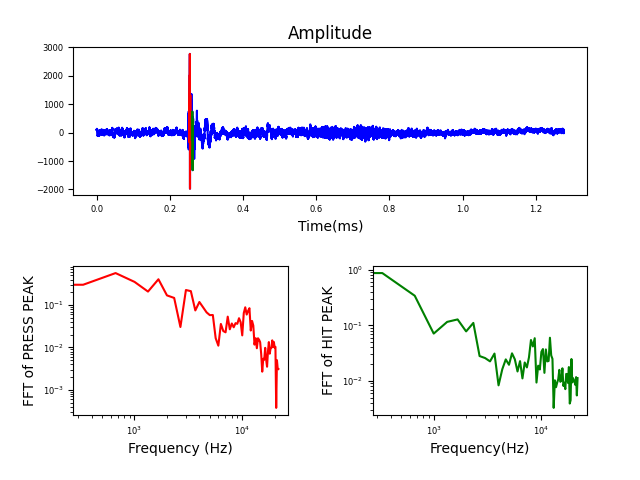 Amplitude
3000
2000
1000
0
−1000
−2000
0.0 0.2 0.4 0.6 0.8 1.0 1.2
Time(ms)
FFT of PRESS PEAK
10⁻¹
10⁻²
10⁻³
10³ 10⁴
Frequency (Hz)
FFT of HIT PEAK
10⁰
10⁻¹
10⁻²
10³ 10⁴
Frequency(Hz)